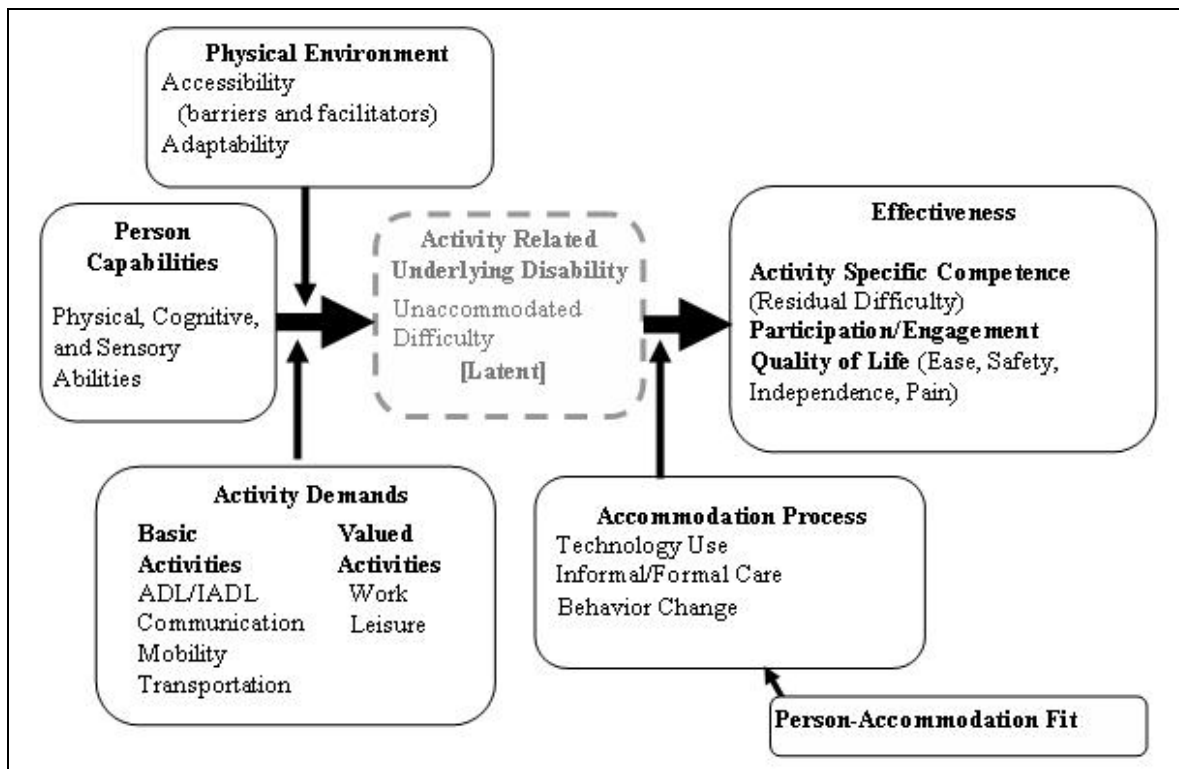 Physical Environment
Accessibility
(barriers and facilitators)
Adaptability
Person
Capabilities
Physical, Cognitive,
and Sensory
Abilities
Activity Related
Underlying Disability
Unaccommodated
Difficulty
[Latent]
Effectiveness
Activity Specific Competence
(Residual Difficulty)
Participation/Engagement
Quality of Life (Ease, Safety,
Independence, Pain)
Activity Demands
Basic
Activities
ADL/IADL
Communication
Mobility
Transportation
Valued
Activities
Work
Leisure
Accommodation Process
Technology Use
Informal/Formal Care
Behavior Change
Person-Accommodation Fit